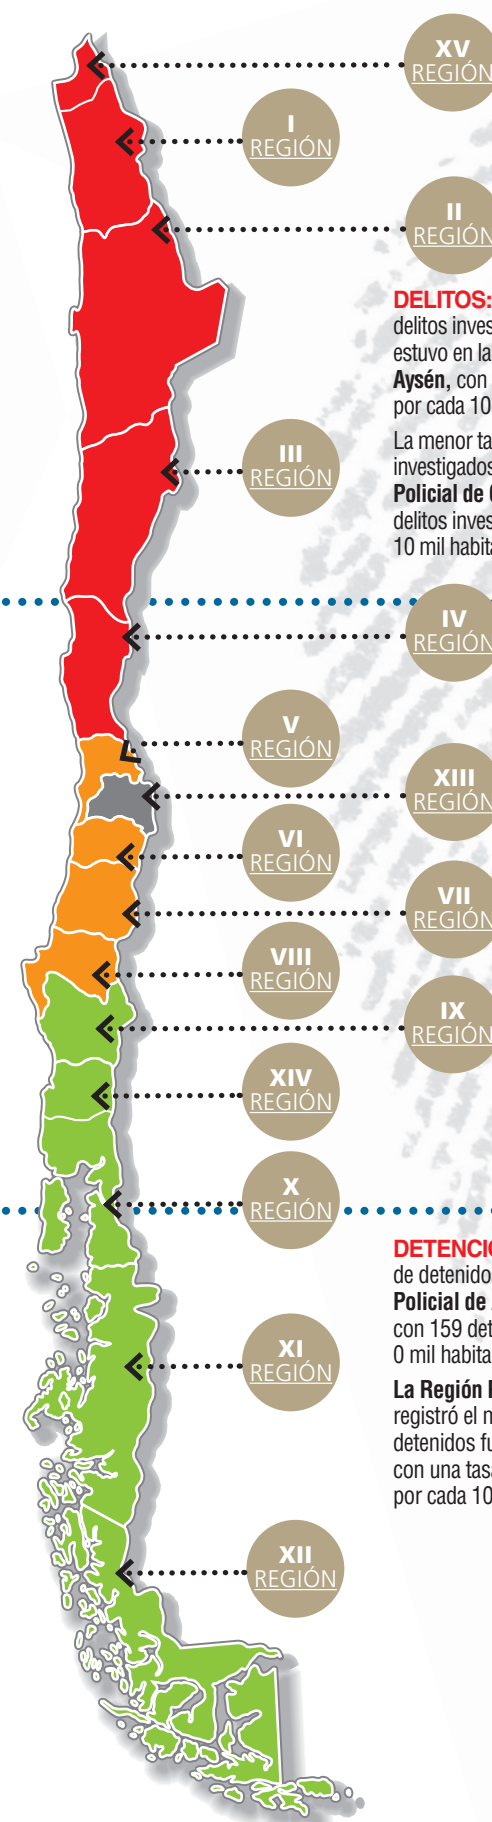 XV
REGIÓN
I
REGIÓN
II
REGIÓN
DELITOS:
delitos inves
estuvo en la
Aysén, con
por cada 10
La menor ta
investigados
Policial de
delitos inves
10 mil habita
III
REGIÓN
IV
REGIÓN
V
REGIÓN
XIII
REGIÓN
VI
REGIÓN
VII
REGIÓN
VIII
REGIÓN
IX
REGIÓN
XIV
REGIÓN
X
REGIÓN
DETENCIO
de detenido
Policial de
con 159 det
0 mil habita
La Región
registró el
detenidos fu
con una tasa
por cada 10
XI
REGIÓN
XII
REGIÓN